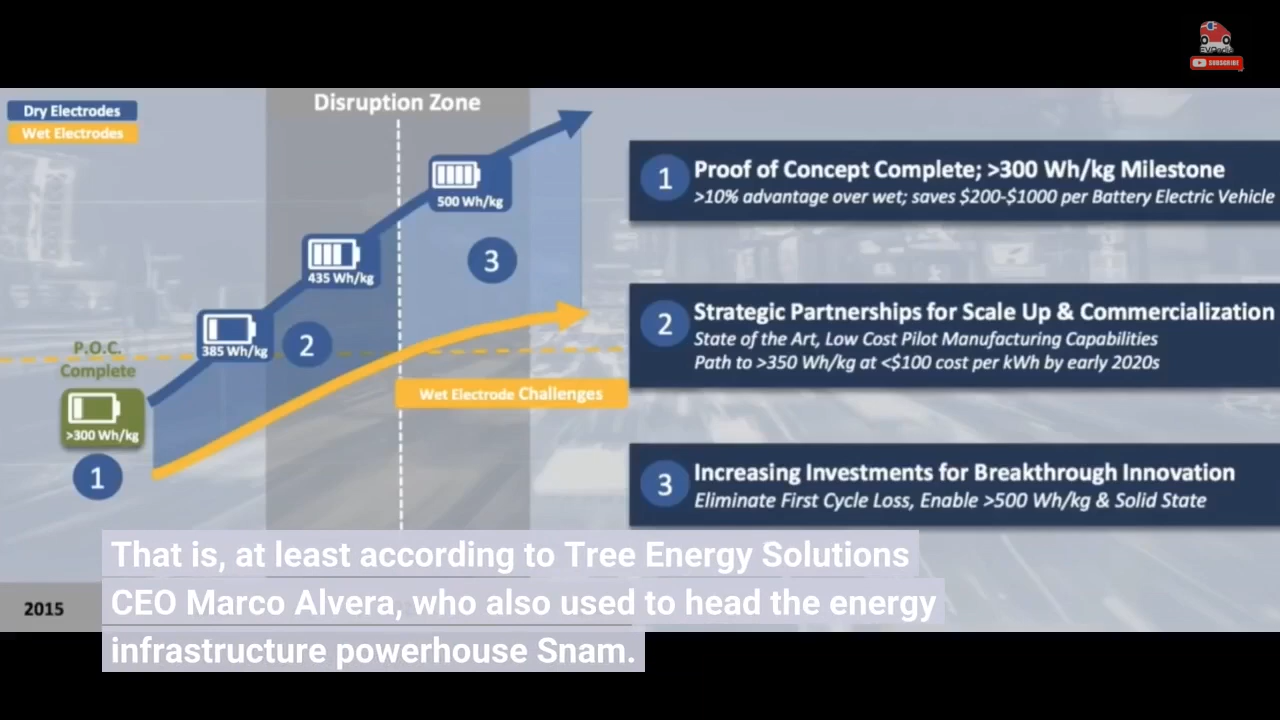 EVPedia
SUBSCRIBE
Dry Electrodes
Wet Electrodes
Disruption Zone
500 Wh/kg
3
435 Wh/kg
385 Wh/kg
2
P.O.C.
Complete
>300 Wh/kg
1
Wet Electrode Challenges
1
Proof of Concept Complete; >300 Wh/kg Milestone
>10% advantage over wet; saves $200-$1000 per Battery Electric Vehicle
2
Strategic Partnerships for Scale Up & Commercialization
State of the Art, Low Cost Pilot Manufacturing Capabilities
Path to >350 Wh/kg at <$100 cost per kWh by early 2020s
3
Increasing Investments for Breakthrough Innovation
Eliminate First Cycle Loss, Enable >500 Wh/kg & Solid State
2015
That is, at least according to Tree Energy Solutions
CEO Marco Alvera, who also used to head the energy
infrastructure powerhouse Snam.